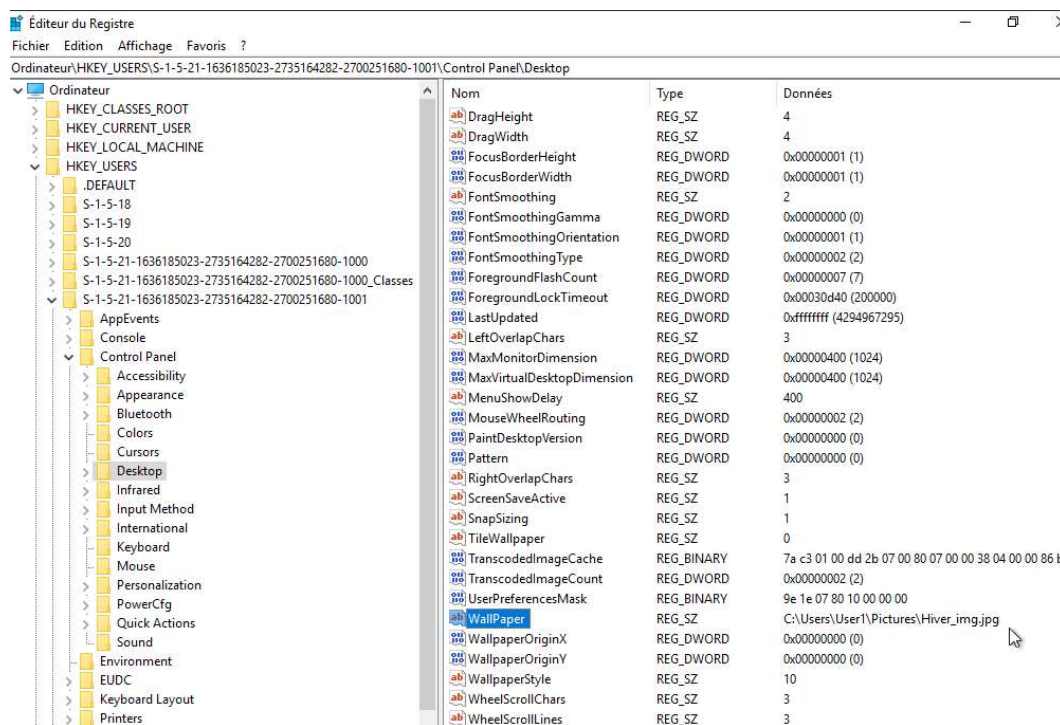 Éditeur du Registre
Fichier Edition Affichage Favoris ?
Ordinateur\HKEY_USERS\S-1-5-21-1636185023-2735164282-2700251680-1001\Control Panel\Desktop
Ordinateur
HKEY_CLASSES_ROOT
HKEY_CURRENT_USER
HKEY_LOCAL_MACHINE
HKEY_USERS
.DEFAULT
S-1-5-18
S-1-5-19
S-1-5-20
S-1-5-21-1636185023-2735164282-2700251680-1000
S-1-5-21-1636185023-2735164282-2700251680-1000_Classes
S-1-5-21-1636185023-2735164282-2700251680-1001
AppEvents
Console
Control Panel
Accessibility
Appearance
Bluetooth
Colors
Cursors
Desktop
Infrared
Input Method
International
Keyboard
Mouse
Personalization
PowerCfg
Quick Actions
Sound
Environment
EUDC
Keyboard Layout
Printers
Nom Type Données
DragHeight REG_SZ 4
DragWidth REG_SZ 4
FocusBorderHeight REG_DWORD 0x00000001 (1)
FocusBorderWidth REG_DWORD 0x00000001 (1)
FontSmoothing REG_SZ 2
FontSmoothingGamma REG_DWORD 0x00000000 (0)
FontSmoothingOrientation REG_DWORD 0x00000001 (1)
FontSmoothingType REG_DWORD 0x00000002 (2)
ForegroundFlashCount REG_DWORD 0x00000007 (7)
ForegroundLockTimeout REG_DWORD 0x00030d40 (200000)
LastUpdated REG_DWORD 0xffffffff (4294967295)
LeftOverlapChars REG_SZ 3
MaxMonitorDimension REG_DWORD 0x00000400 (1024)
MaxVirtualDesktopDimension REG_DWORD 0x00000400 (1024)
MenuShowDelay REG_SZ 400
MouseWheelRouting REG_DWORD 0x00000002 (2)
PaintDesktopVersion REG_DWORD 0x00000000 (0)
Pattern REG_DWORD 0x00000000 (0)
RightOverlapChars REG_SZ 3
ScreenSaveActive REG_SZ 1
SnapSizing REG_SZ 1
TileWallpaper REG_SZ 0
TranscodedImageCache REG_BINARY 7a c3 01 00 dd 2b 07 00 80 07 00 00 38 04 00 00 86
TranscodedImageCount REG_DWORD 0x00000002 (2)
UserPreferencesMask REG_BINARY 9e 1e 07 80 10 00 00 00
WallPaper REG_SZ C:\Users\User1\Pictures\Hiver_img.jpg
WallpaperOriginX REG_DWORD 0x00000000 (0)
WallpaperOriginY REG_DWORD 0x00000000 (0)
WallpaperStyle REG_SZ 10
WheelScrollChars REG_SZ 3
WheelScrollLines REG_SZ 3